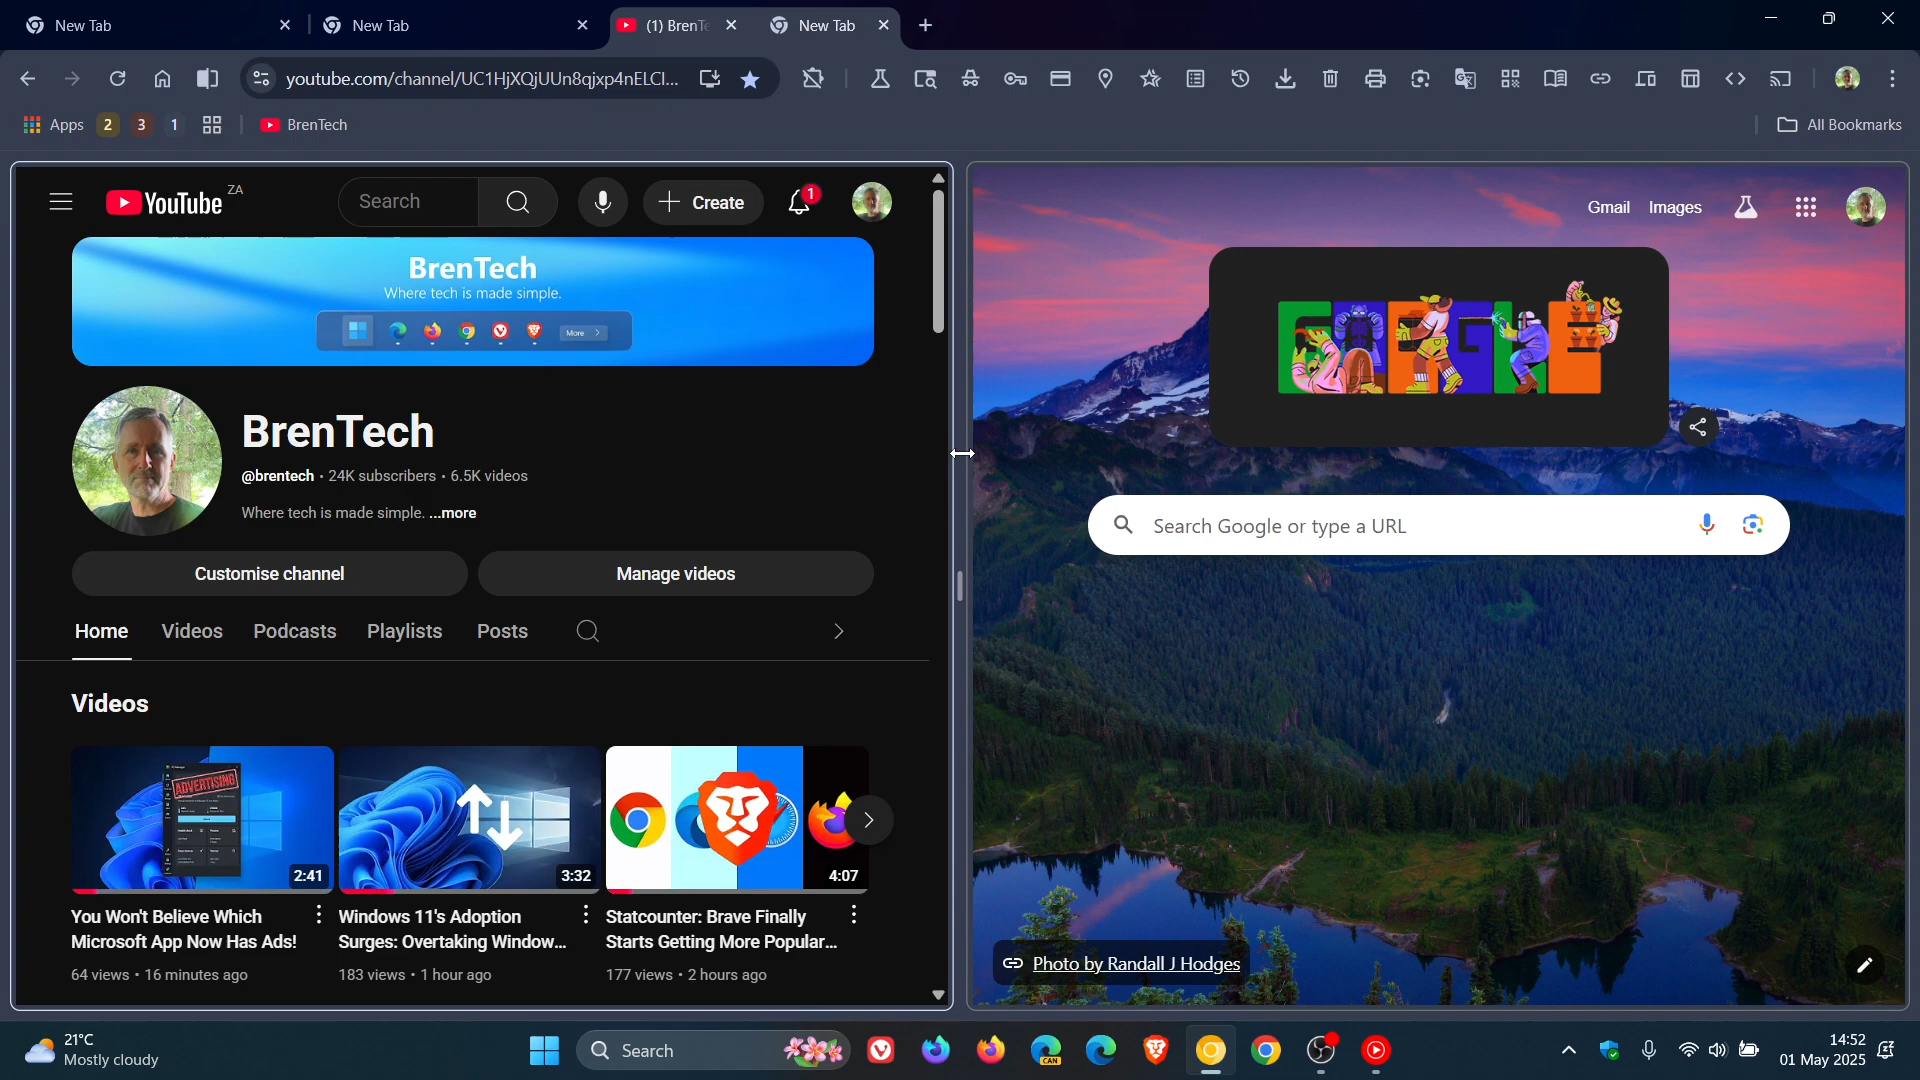 New Tab
New Tab
(1) BrenTe
New Tab
youtube.com/channel/UC1HjXQjUUn8qjxp4nELCI...
Apps
2
3
1
BrenTech
All Bookmarks
YouTube ZA
Search
Create
1
BrenTech
Where tech is made simple.
More
BrenTech
@brentech · 24K subscribers · 6.5K videos
Where tech is made simple. ...more
Customise channel
Manage videos
Home
Videos
Podcasts
Playlists
Posts
Videos
ADVERTISING
2:41
3:32
4:07
You Won't Believe Which
Microsoft App Now Has Ads!
64 views · 16 minutes ago
Windows 11's Adoption
Surges: Overtaking Window...
183 views · 1 hour ago
Statcounter: Brave Finally
Starts Getting More Popular...
177 views · 2 hours ago
Gmail
Images
Search Google or type a URL
Photo by Randall J Hodges
21°C
Mostly cloudy
Search
CAN
14:52
01 May 2025